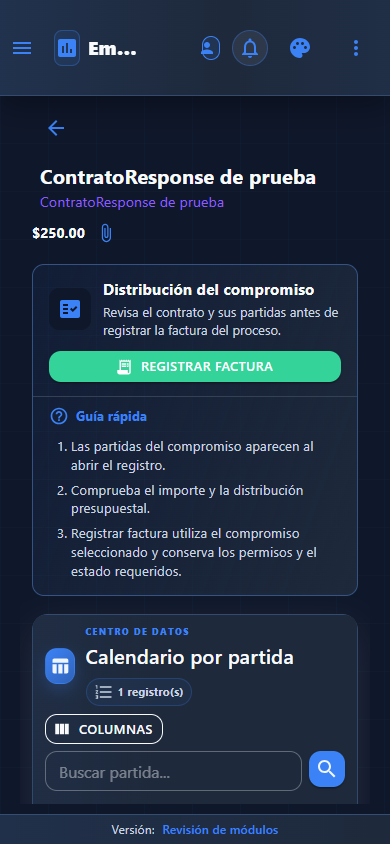 Em...
ContratoResponse de prueba
ContratoResponse de prueba
$250.00
Distribución del compromiso
Revisa el contrato y sus partidas antes de
registrar la factura del proceso.
REGISTRAR FACTURA
Guía rápida
1. Las partidas del compromiso aparecen al
abrir el registro.
2. Comprueba el importe y la distribución
presupuestal.
3. Registrar factura utiliza el compromiso
seleccionado y conserva los permisos y el
estado requeridos.
CENTRO DE DATOS
Calendario por partida
1 registro(s)
COLUMNAS
Buscar partida...
Versión: Revisión de módulos